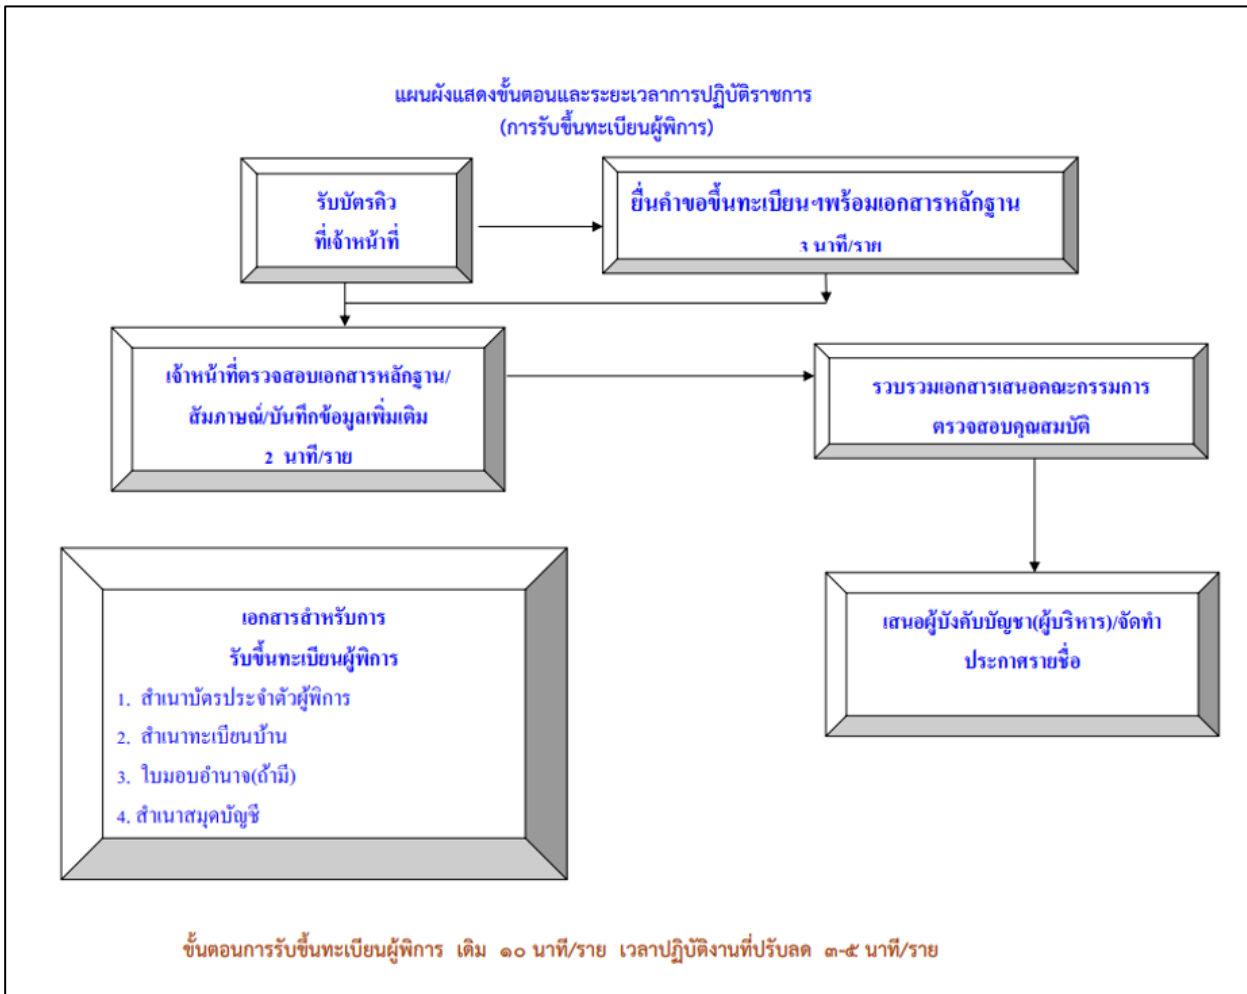 แผนผังแสดงขั้นตอนและระยะเวลาการปฏิบัติราชการ
(การรับขึ้นทะเบียนผู้พิการ)
รับบัตรคิว
ที่เจ้าหน้าที่
ยื่นคำขอขึ้นทะเบียนฯพร้อมเอกสารหลักฐาน
3 นาที/ราย
เจ้าหน้าที่ตรวจสอบเอกสารหลักฐาน/
สัมภาษณ์/บันทึกข้อมูลเพิ่มเติม
2 นาที/ราย
รวบรวมเอกสารเสนอคณะกรรมการ
ตรวจสอบคุณสมบัติ
เสนอผู้บังคับบัญชา(ผู้บริหาร)/จัดทำ
ประกาศรายชื่อ
เอกสารสำหรับการ
รับขึ้นทะเบียนผู้พิการ
1. สำเนาบัตรประจำตัวผู้พิการ
2. สำเนาทะเบียนบ้าน
3. ใบมอบอำนาจ(ถ้ามี)
4. สำเนาสมุดบัญชี
ขั้นตอนการรับขึ้นทะเบียนผู้พิการ เดิม ๑๐ นาที/ราย เวลาปฏิบัติงานที่ปรับลด ๓-๕ นาที/ราย